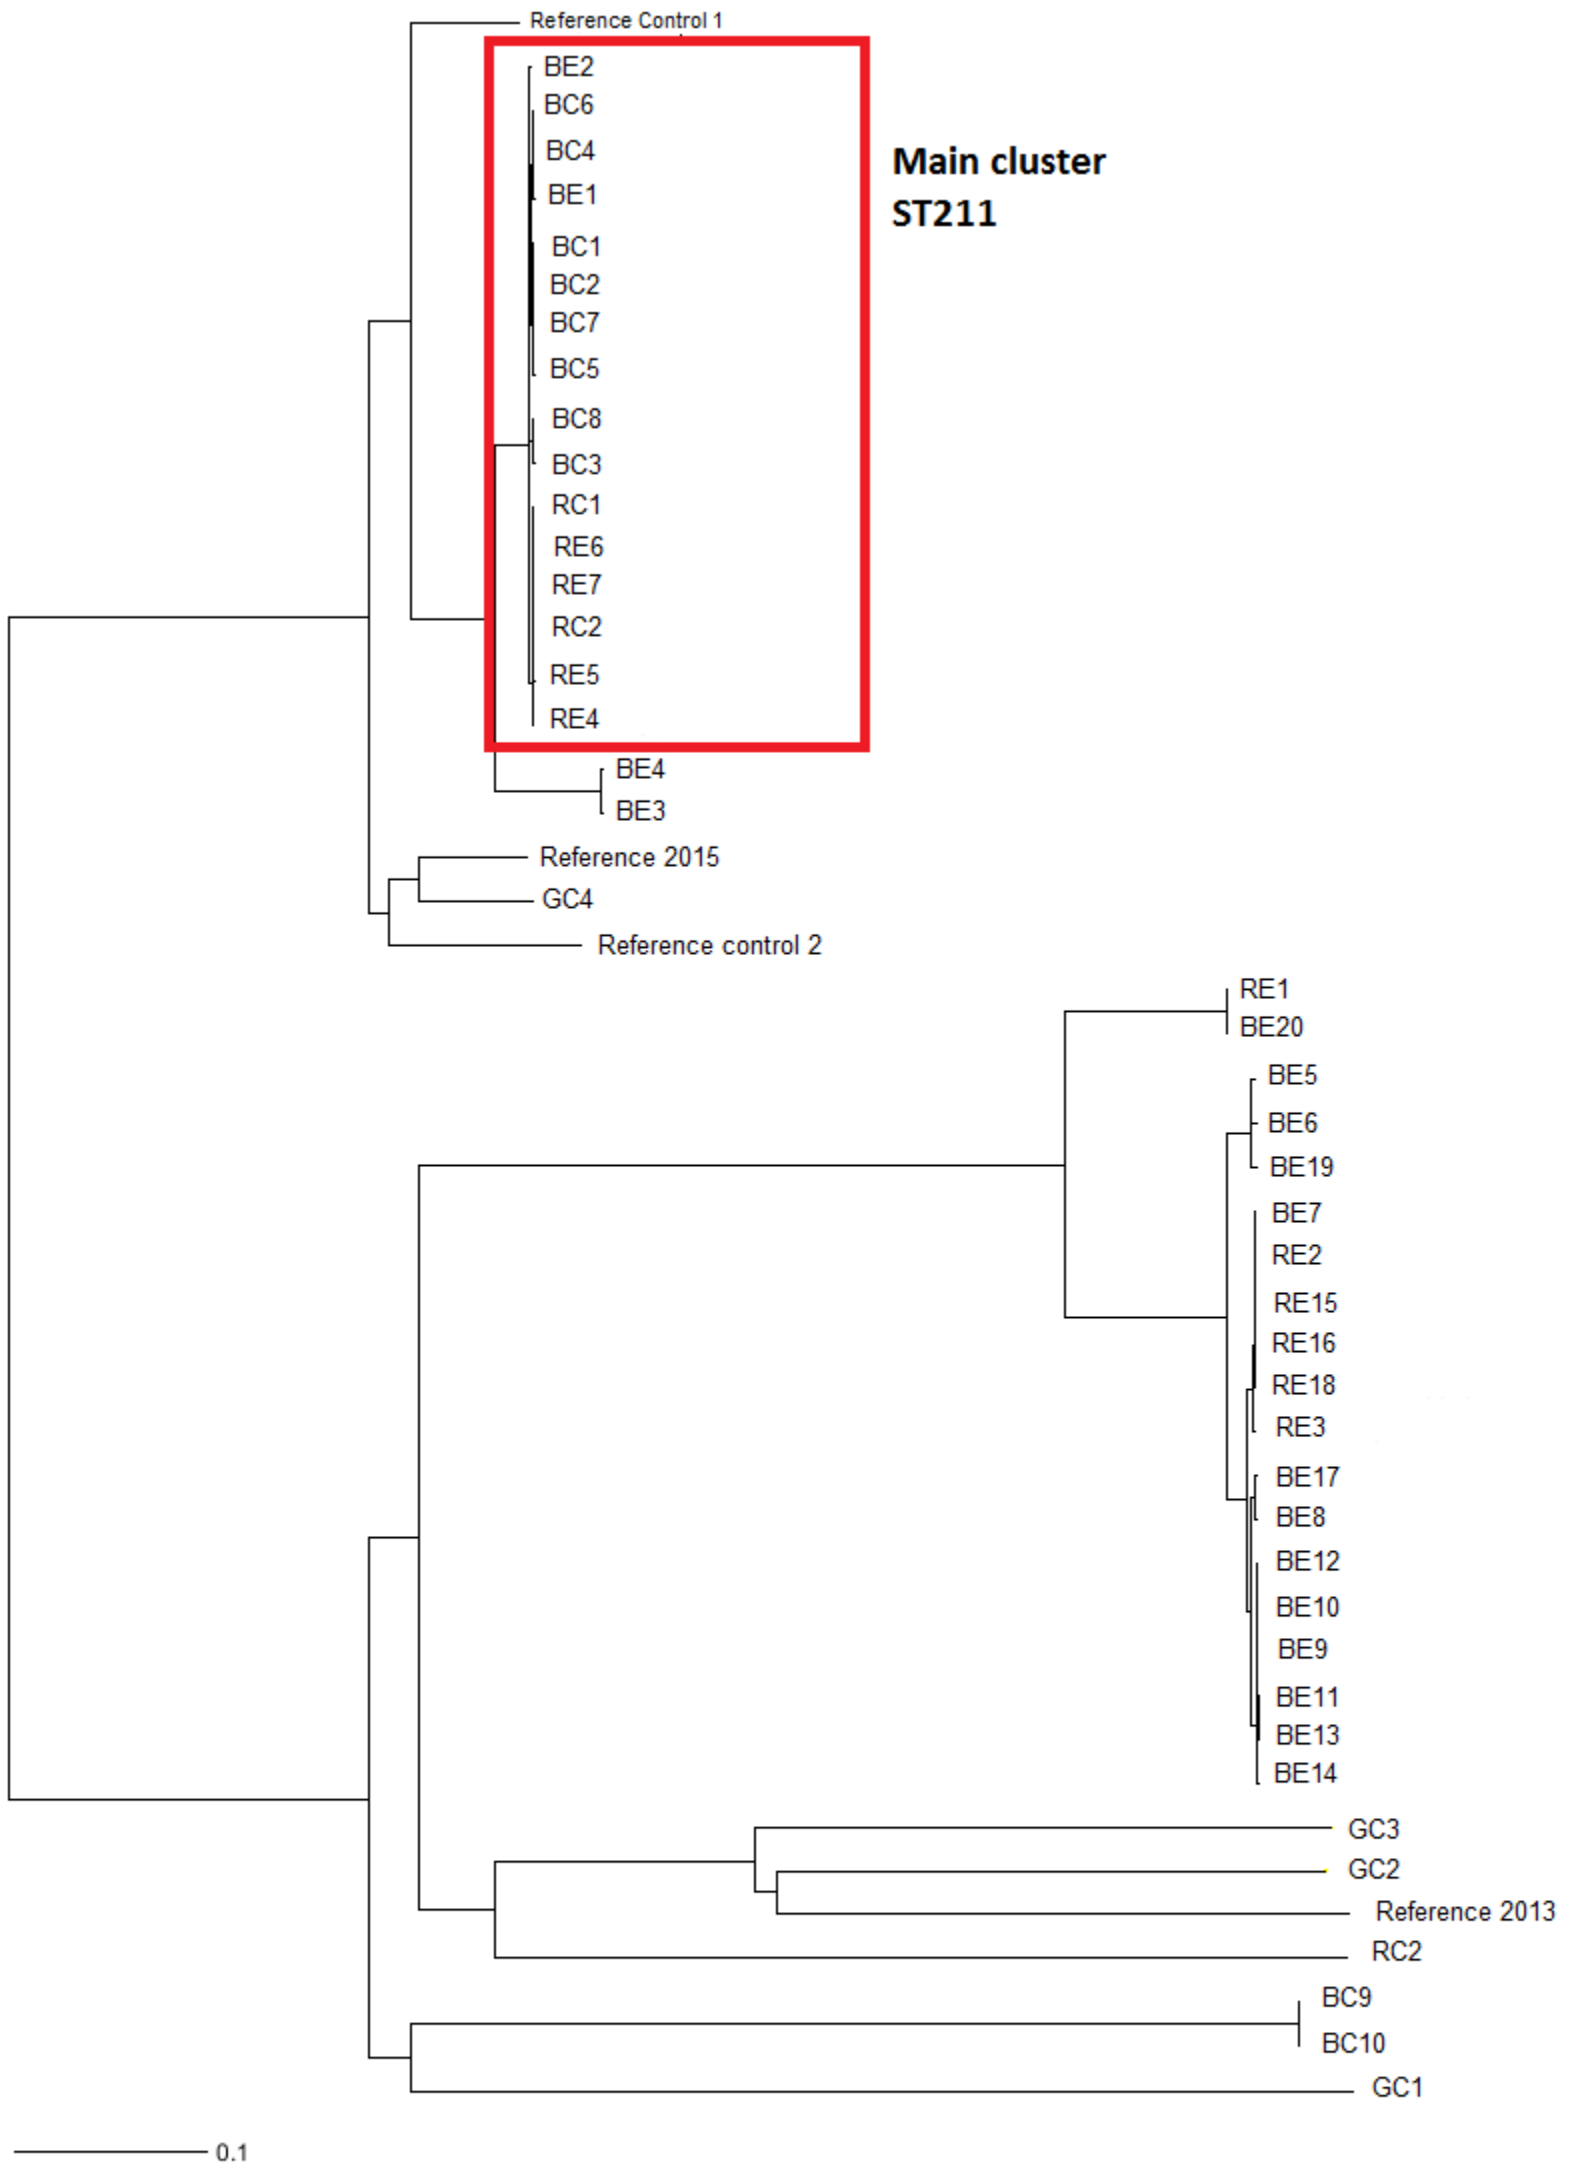 Reference Control 1
BE2
BC6
BC4
BE1
BC1
BC2
BC7
BC5
BC8
BC3
RC1
RE6
RE7
RC2
RE5
RE4
Main cluster
ST211
BE4
BE3
Reference 2015
GC4
Reference control 2
RE1
BE20
BE5
BE6
BE19
BE7
RE2
RE15
RE16
RE18
RE3
BE17
BE8
BE12
BE10
BE9
BE11
BE13
BE14
GC3
GC2
Reference 2013
RC2
BC9
BC10
GC1
0.1